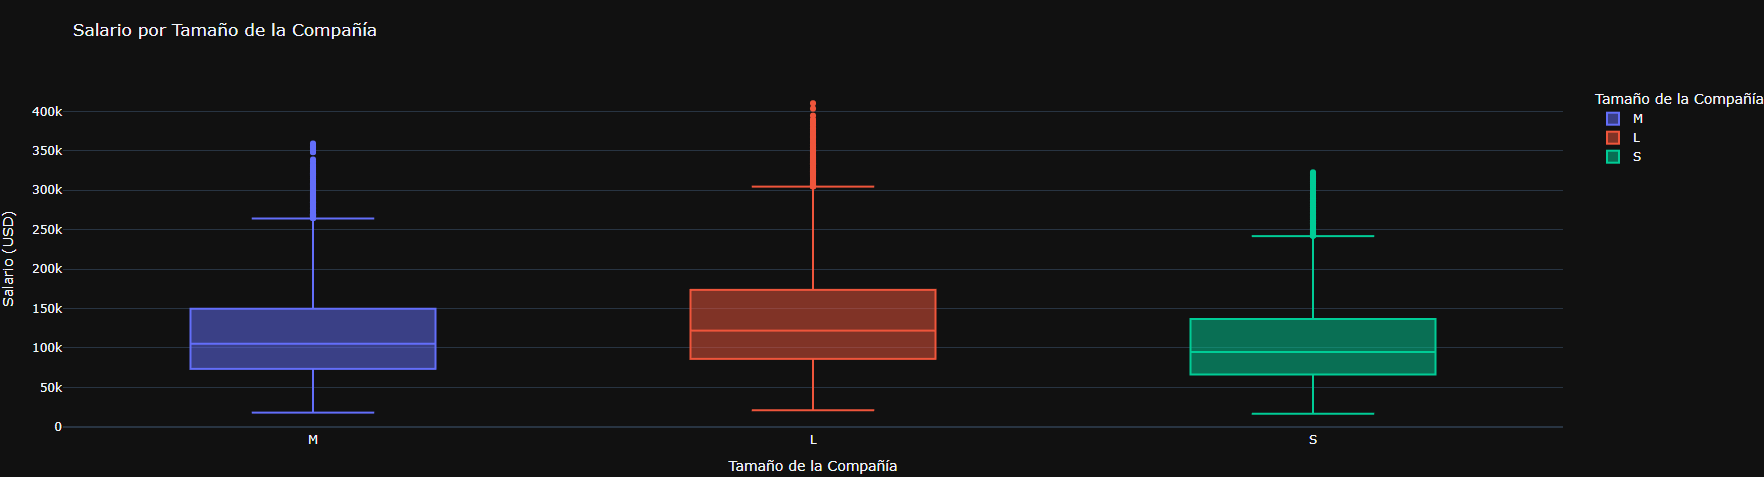 Salario por Tamaño de la Compañía
Salario (USD)
400k
350k
300k
250k
200k
150k
100k
50k
0
M
L
S
Tamaño de la Compañía
Tamaño de la Compañía
M
L
S